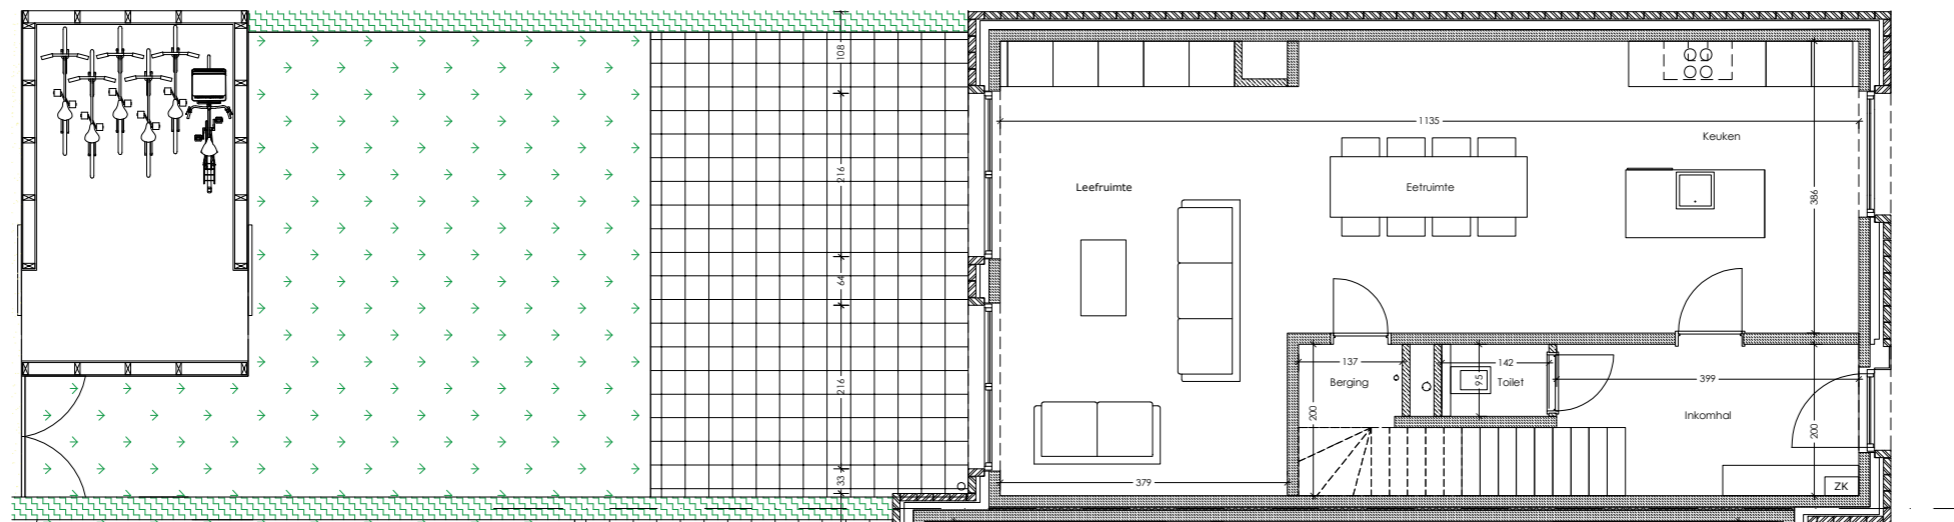 108
1135
Keuken
216
Leefruimte
Eetruimte
386
64
137
95
142
399
Berging
Toilet
216
200
Inkomhal
200
33
379
ZK